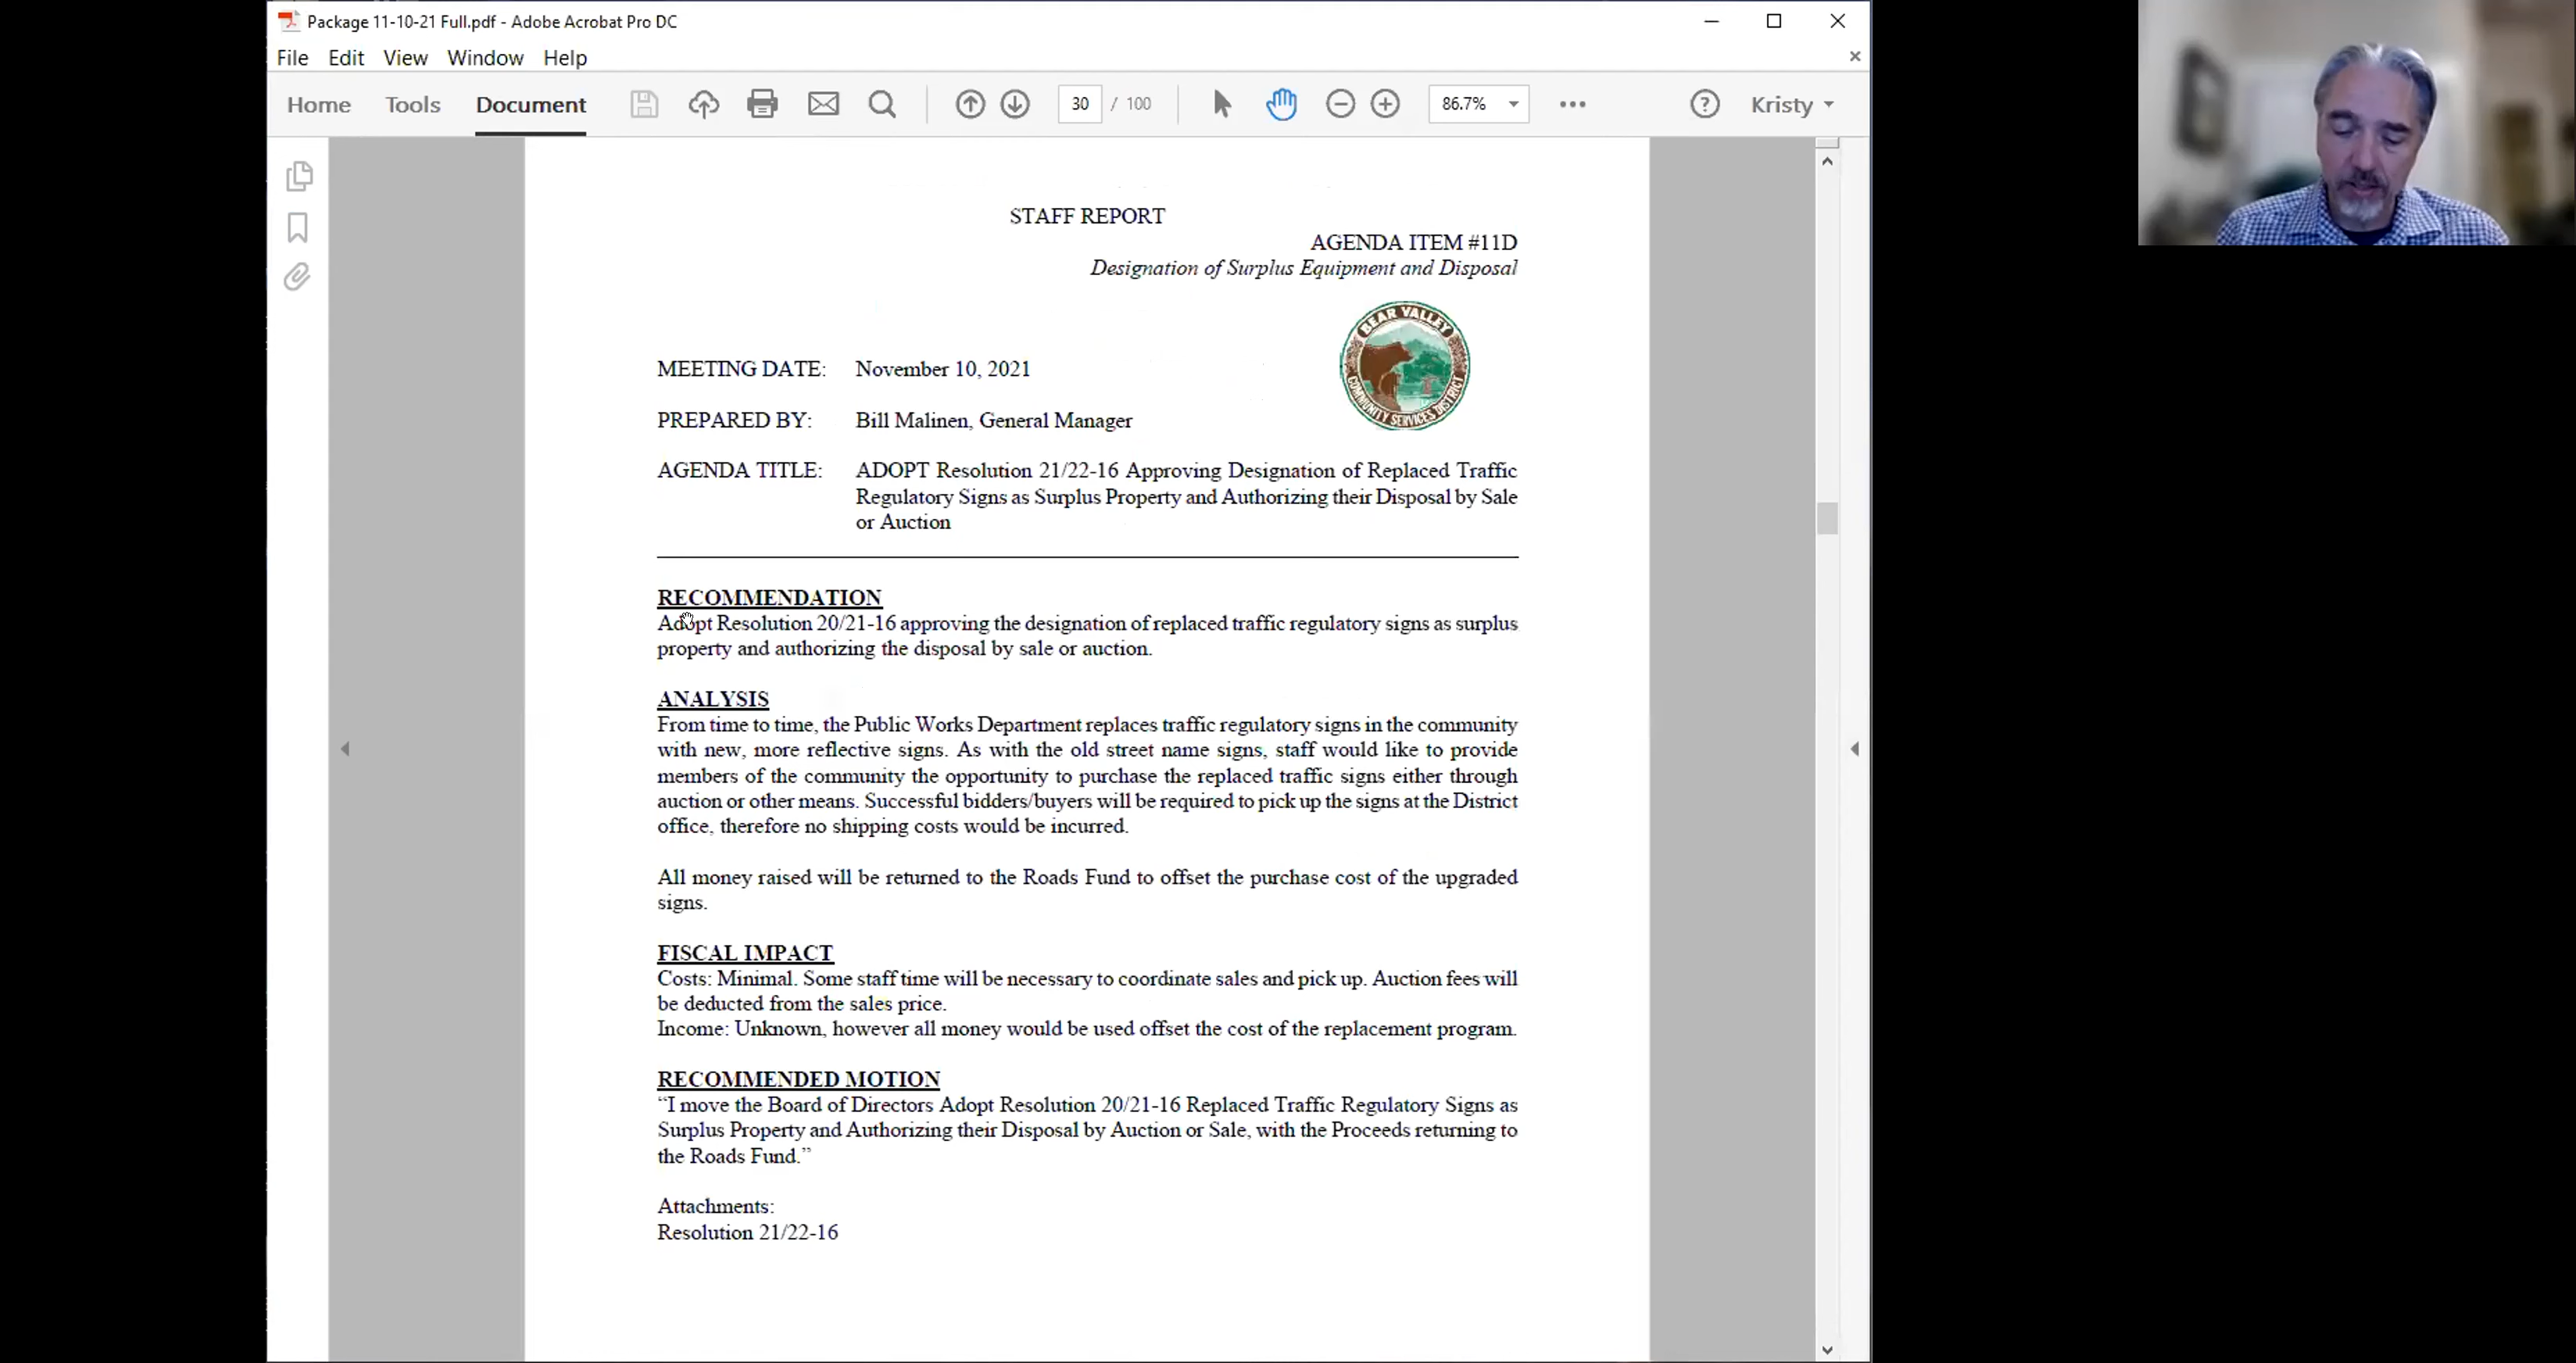 Package 11-10-21 Full.pdf - Adobe Acrobat Pro DC
File Edit View Window Help
Home Tools Document 30 / 100 86.7% Kristy
STAFF REPORT
AGENDA ITEM #11D
Designation of Surplus Equipment and Disposal
BEAR VALLEY
COMMUNITY SERVICES DISTRICT
MEETING DATE: November 10, 2021
PREPARED BY: Bill Malinen, General Manager
AGENDA TITLE: ADOPT Resolution 21/22-16 Approving Designation of Replaced Traffic
Regulatory Signs as Surplus Property and Authorizing their Disposal by Sale
or Auction
RECOMMENDATION
Adopt Resolution 20/21-16 approving the designation of replaced traffic regulatory signs as surplus
property and authorizing the disposal by sale or auction.
ANALYSIS
From time to time, the Public Works Department replaces traffic regulatory signs in the community
with new, more reflective signs. As with the old street name signs, staff would like to provide
members of the community the opportunity to purchase the replaced traffic signs either through
auction or other means. Successful bidders/buyers will be required to pick up the signs at the District
office, therefore no shipping costs would be incurred.
All money raised will be returned to the Roads Fund to offset the purchase cost of the upgraded
signs.
FISCAL IMPACT
Costs: Minimal. Some staff time will be necessary to coordinate sales and pick up. Auction fees will
be deducted from the sales price.
Income: Unknown, however all money would be used offset the cost of the replacement program.
RECOMMENDED MOTION
“I move the Board of Directors Adopt Resolution 20/21-16 Replaced Traffic Regulatory Signs as
Surplus Property and Authorizing their Disposal by Auction or Sale, with the Proceeds returning to
the Roads Fund.”
Attachments:
Resolution 21/22-16